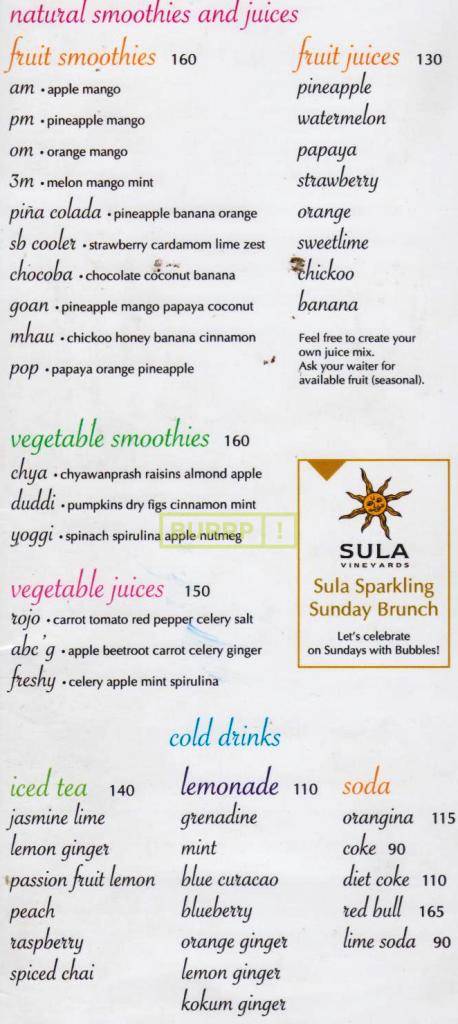 natural smoothies and juices
fruit smoothies 160
am • apple mango
pm • pineapple mango
om • orange mango
3m • melon mango mint
piña colada • pineapple banana orange
sb cooler • strawberry cardamom lime zest
chocoba • chocolate coconut banana
goan • pineapple mango papaya coconut
mhau • chickoo honey banana cinnamon
pop • papaya orange pineapple
fruit juices 130
pineapple
watermelon
papaya
strawberry
orange
sweetlime
chickoo
banana
Feel free to create your
own juice mix.
Ask your waiter for
available fruit (seasonal).
vegetable smoothies 160
chya • chyawanprash raisins almond apple
duddi • pumpkins dry figs cinnamon mint
yoggi • spinach spirulina apple nutmeg
BURRP !
vegetable juices 150
rojo • carrot tomato red pepper celery salt
abc'g • apple beetroot carrot celery ginger
freshy • celery apple mint spirulina
SULA
VINEYARDS
Sula Sparkling
Sunday Brunch
Let's celebrate
on Sundays with Bubbles!
cold drinks
iced tea 140
jasmine lime
lemon ginger
passion fruit lemon
peach
raspberry
spiced chai
lemonade 110
grenadine
mint
blue curacao
blueberry
orange ginger
lemon ginger
kokum ginger
soda
orangina 115
coke 90
diet coke 110
red bull 165
lime soda 90